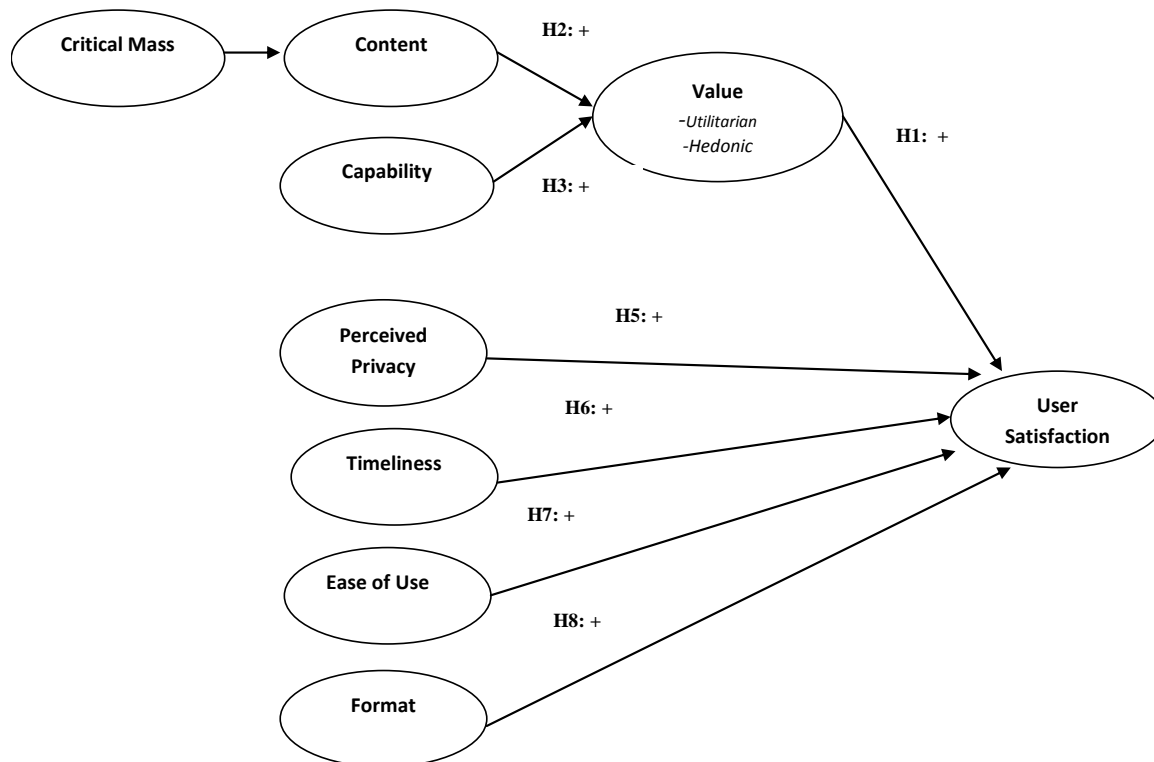 Critical Mass
Content
H2: +
Value
-Utilitarian
-Hedonic
H1: +
Capability
H3: +
H5: +
Perceived
Privacy
H6: +
User
Satisfaction
Timeliness
H7: +
Ease of Use
H8: +
Format